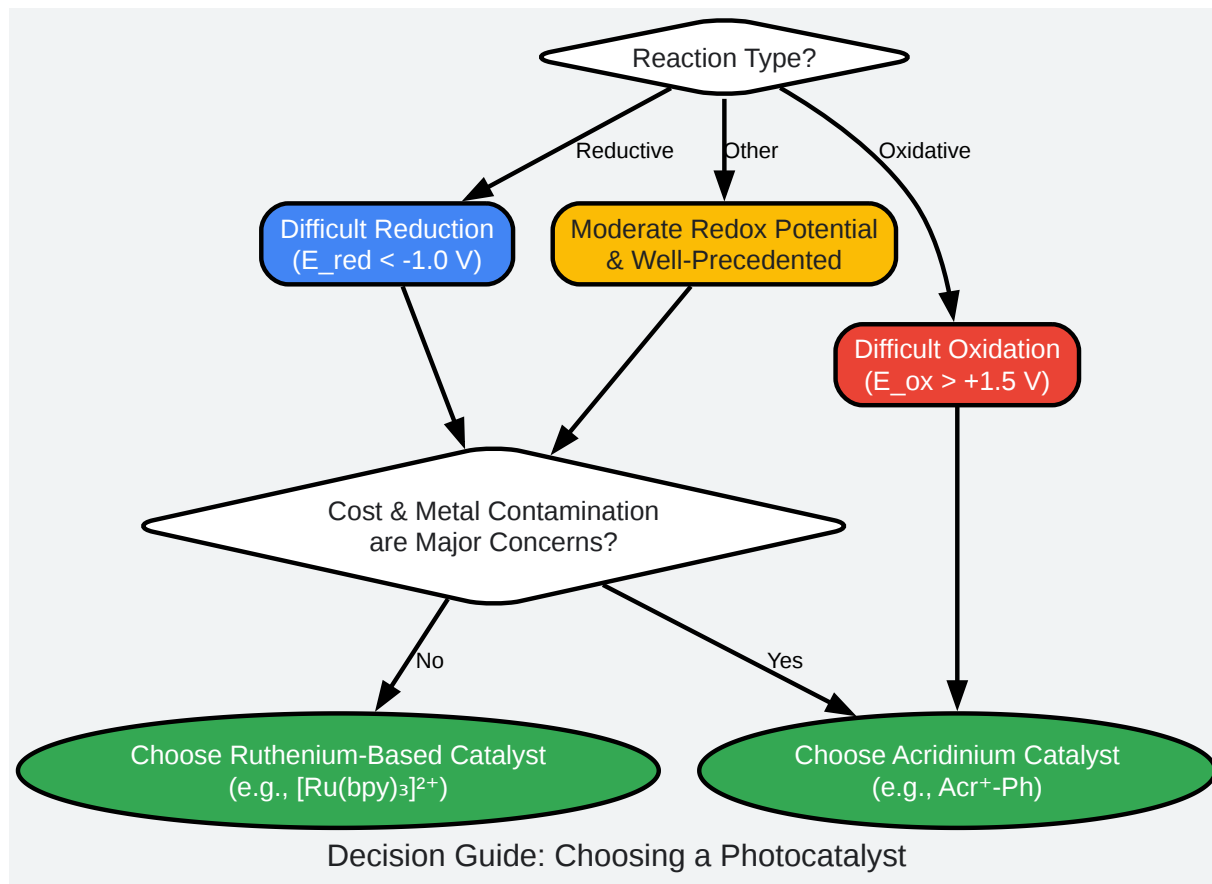 Reaction Type?
Reductive
Other
Oxidative
Difficult Reduction
(E_red < -1.0 V)
Moderate Redox Potential
& Well-Precedented
Difficult Oxidation
(E_ox > +1.5 V)
Cost & Metal Contamination
are Major Concerns?
No
Yes
Choose Ruthenium-Based Catalyst
(e.g., [Ru(bpy)₃]²⁺)
Choose Acridinium Catalyst
(e.g., Acr⁺-Ph)
Decision Guide: Choosing a Photocatalyst